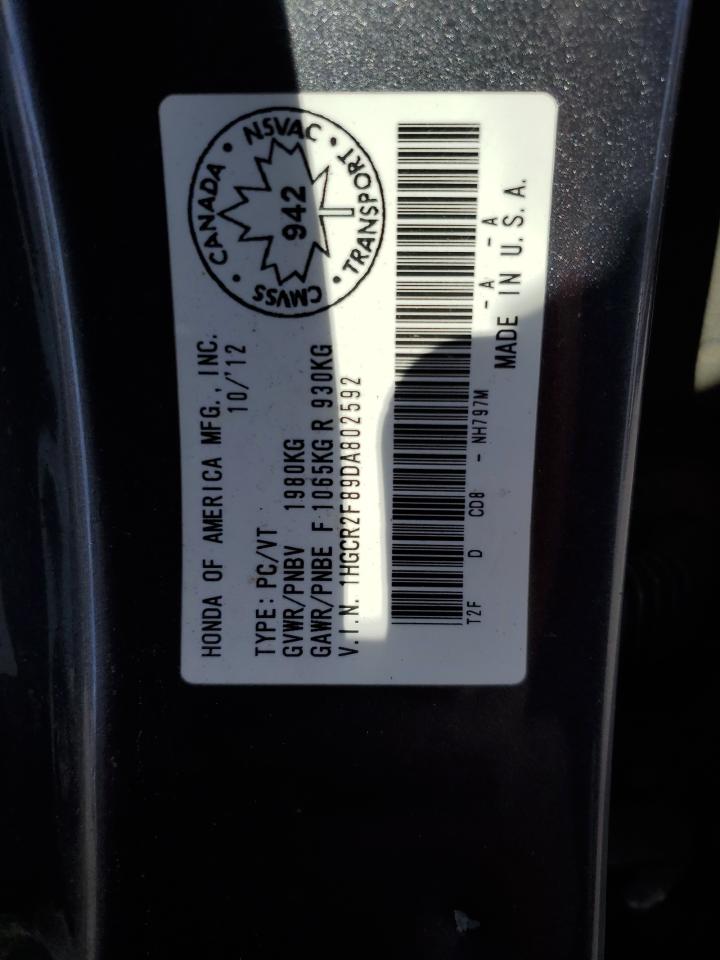 HONDA OF AMERICA MFG., INC.
10/'12
TYPE: PC/VT
GVWR/PNBV 1980KG
GAWR/PNBE F 1065KG R 930KG
V.I.N. 1HGCR2F89DA802592
CANADA • NSVAC • TRANSPORT • CMVSS •
942
T2F D CD8 - NH797M - A - A
MADE IN U.S.A.